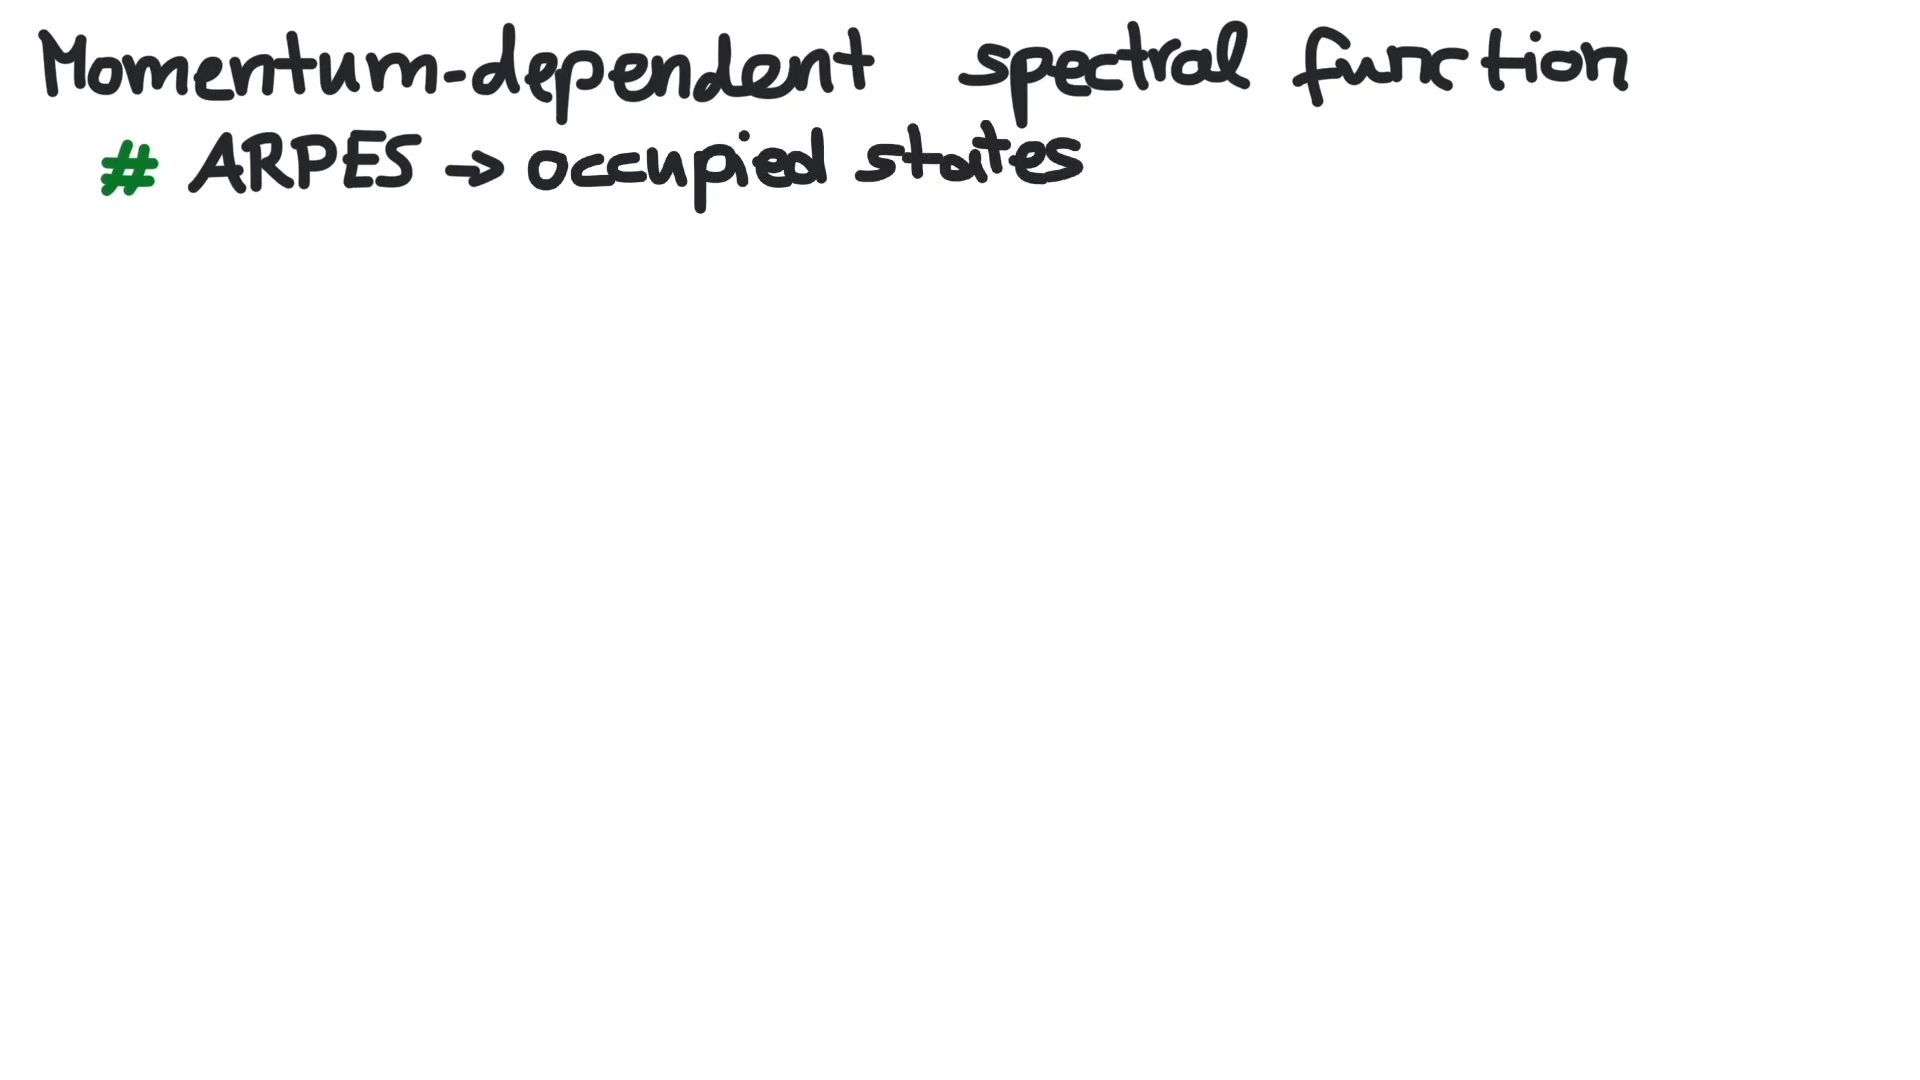 Momentum-dependent spectral function
# ARPES → occupied states